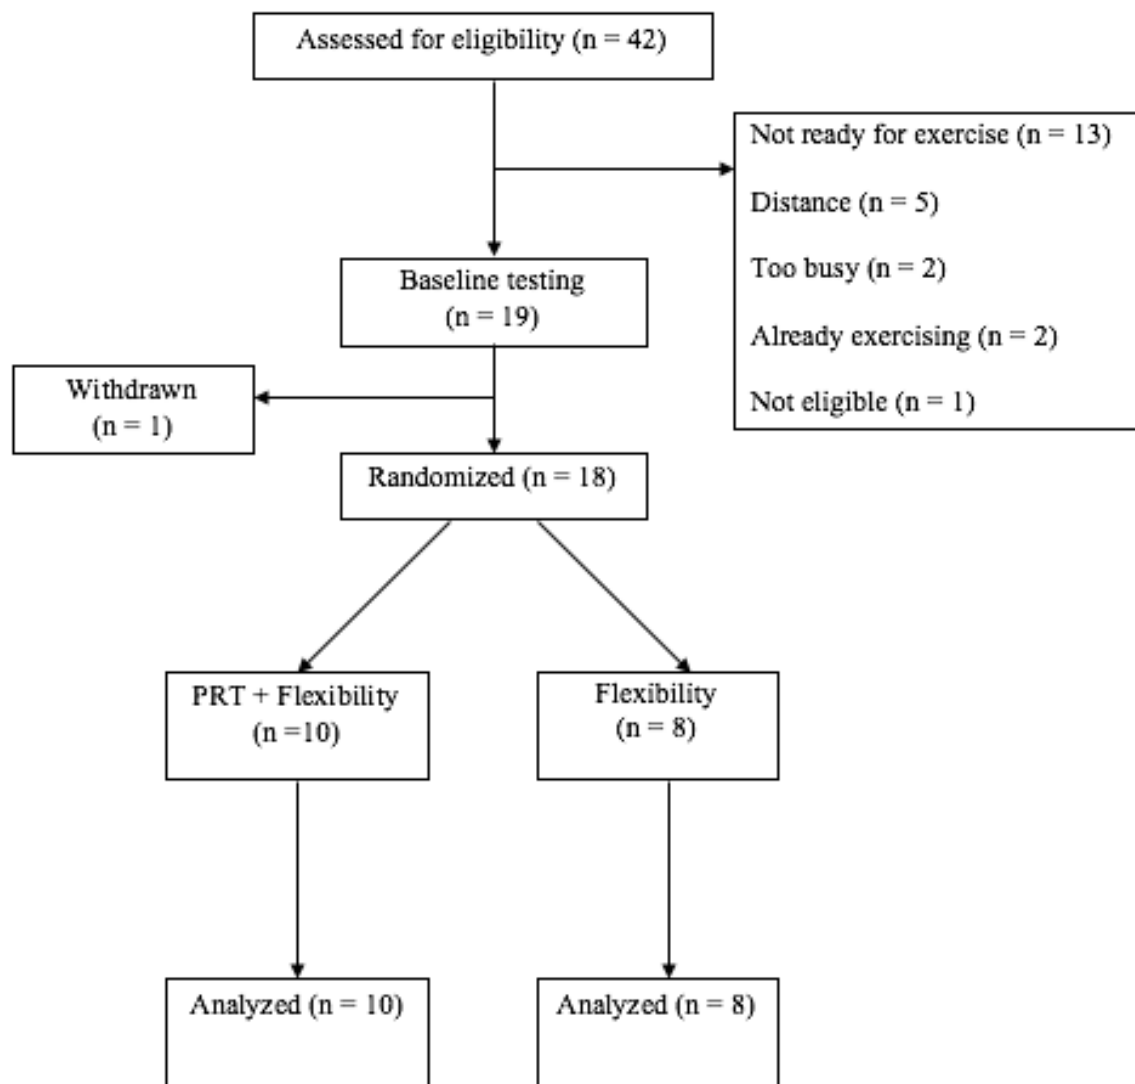 Assessed for eligibility (n = 42)
Not ready for exercise (n = 13)
Distance (n = 5)
Too busy (n = 2)
Already exercising (n = 2)
Not eligible (n = 1)
Baseline testing
(n = 19)
Withdrawn
(n = 1)
Randomized (n = 18)
PRT + Flexibility
(n =10)
Flexibility
(n = 8)
Analyzed (n = 10)
Analyzed (n = 8)